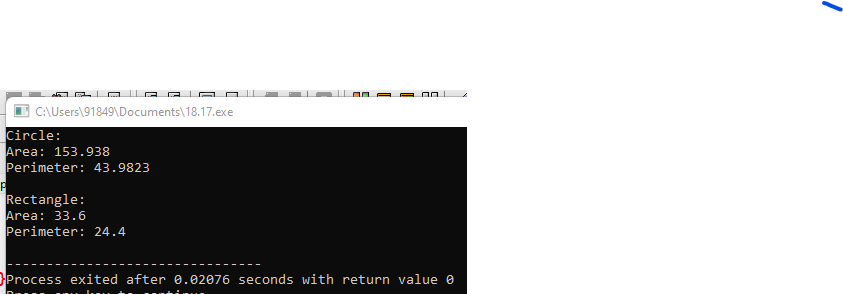 C:\Users\91849\Documents\18.17.exe
Circle:
Area: 153.938
Perimeter: 43.9823
Rectangle:
Area: 33.6
Perimeter: 24.4
--------------------------------
Process exited after 0.02076 seconds with return value 0